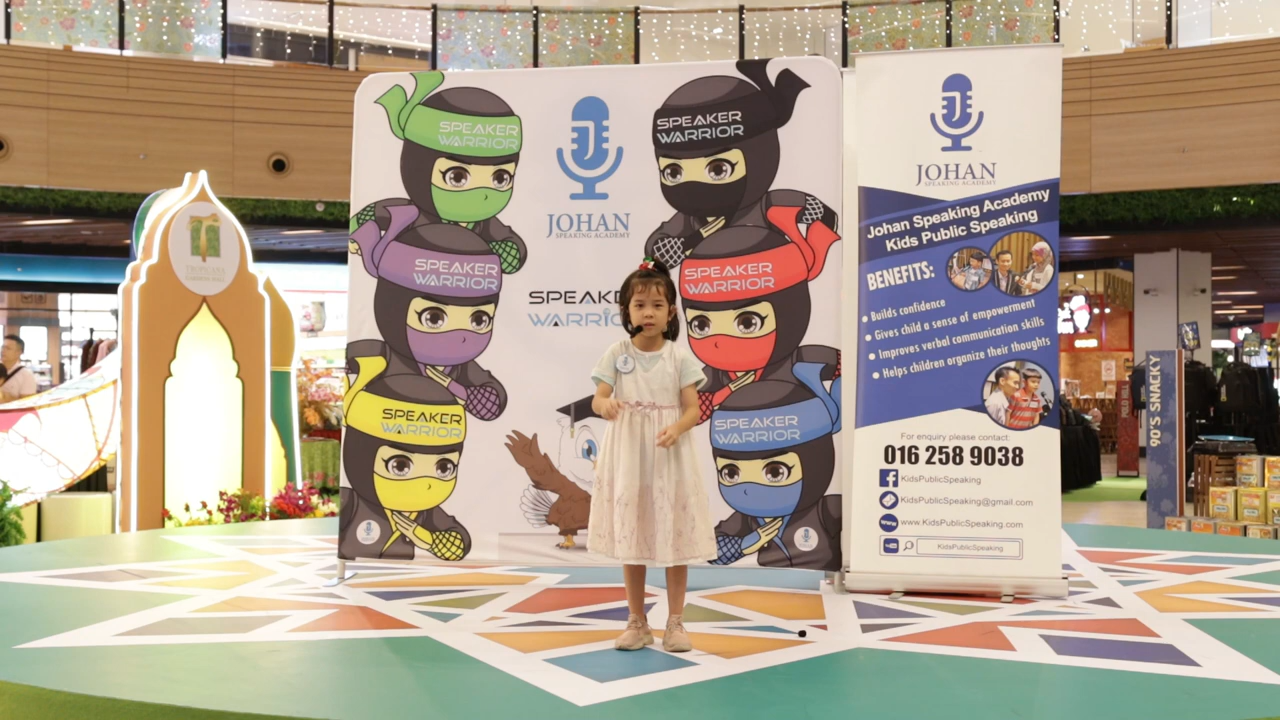 SPEAKER
WARRIOR
SPEAKER
WARRIOR
SPEAKER
WARRIOR
JOHAN
SPEAKING ACADEMY
WARRIOR
SPEAKER
WARRIOR
SPEAKER
WARRIOR
SPEAKER
WARRIOR
JOHAN
SPEAKING ACADEMY
Johan Speaking Academy
Kids Public Speaking
BENEFITS:
Builds confidence
Gives child a sense of empowerment
Improves verbal communication skills
Helps children organize their thoughts
For enquiry please contact:
016 258 9038
KidsPublicSpeaking
KidsPublicSpeaking@gmail.com
www www.KidsPublicSpeaking.com
KidsPublicSpeaking
TROPICANA
90'S SNACKY